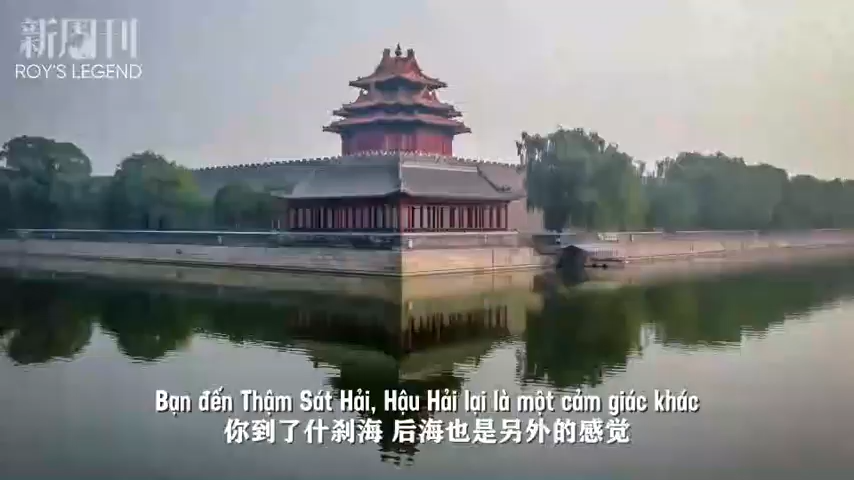 新周刊
ROY'S LEGEND
Bạn đến Thậm Sát Hải, Hậu Hải lại là một cảm giác khác
你到了什刹海 后海也是另外的感觉